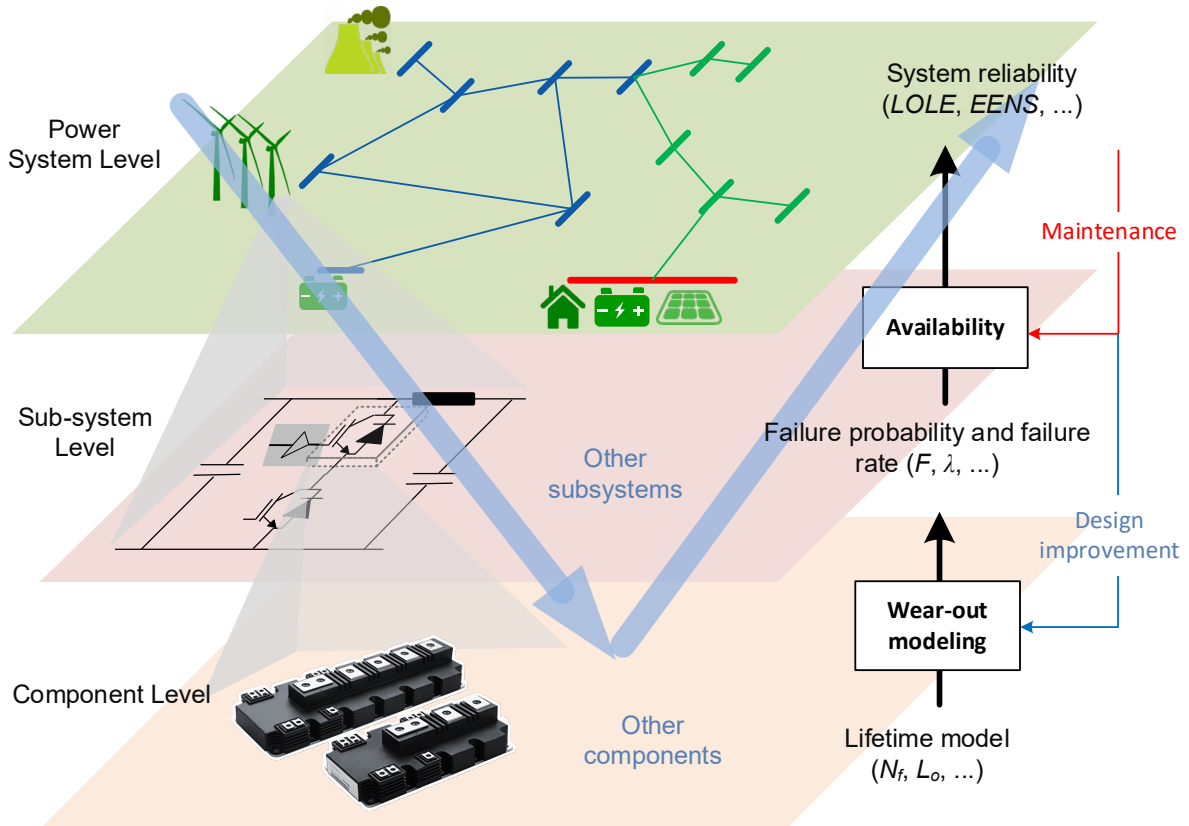 Power
System Level
System reliability
(LOLE, EENS, ...)
Maintenance
Availability
Sub-system
Level
Other
subsystems
Failure probability and failure
rate (F, λ, ...)
Design
improvement
Wear-out
modeling
Component Level
Other
components
Lifetime model
(Nf, Lo, ...)